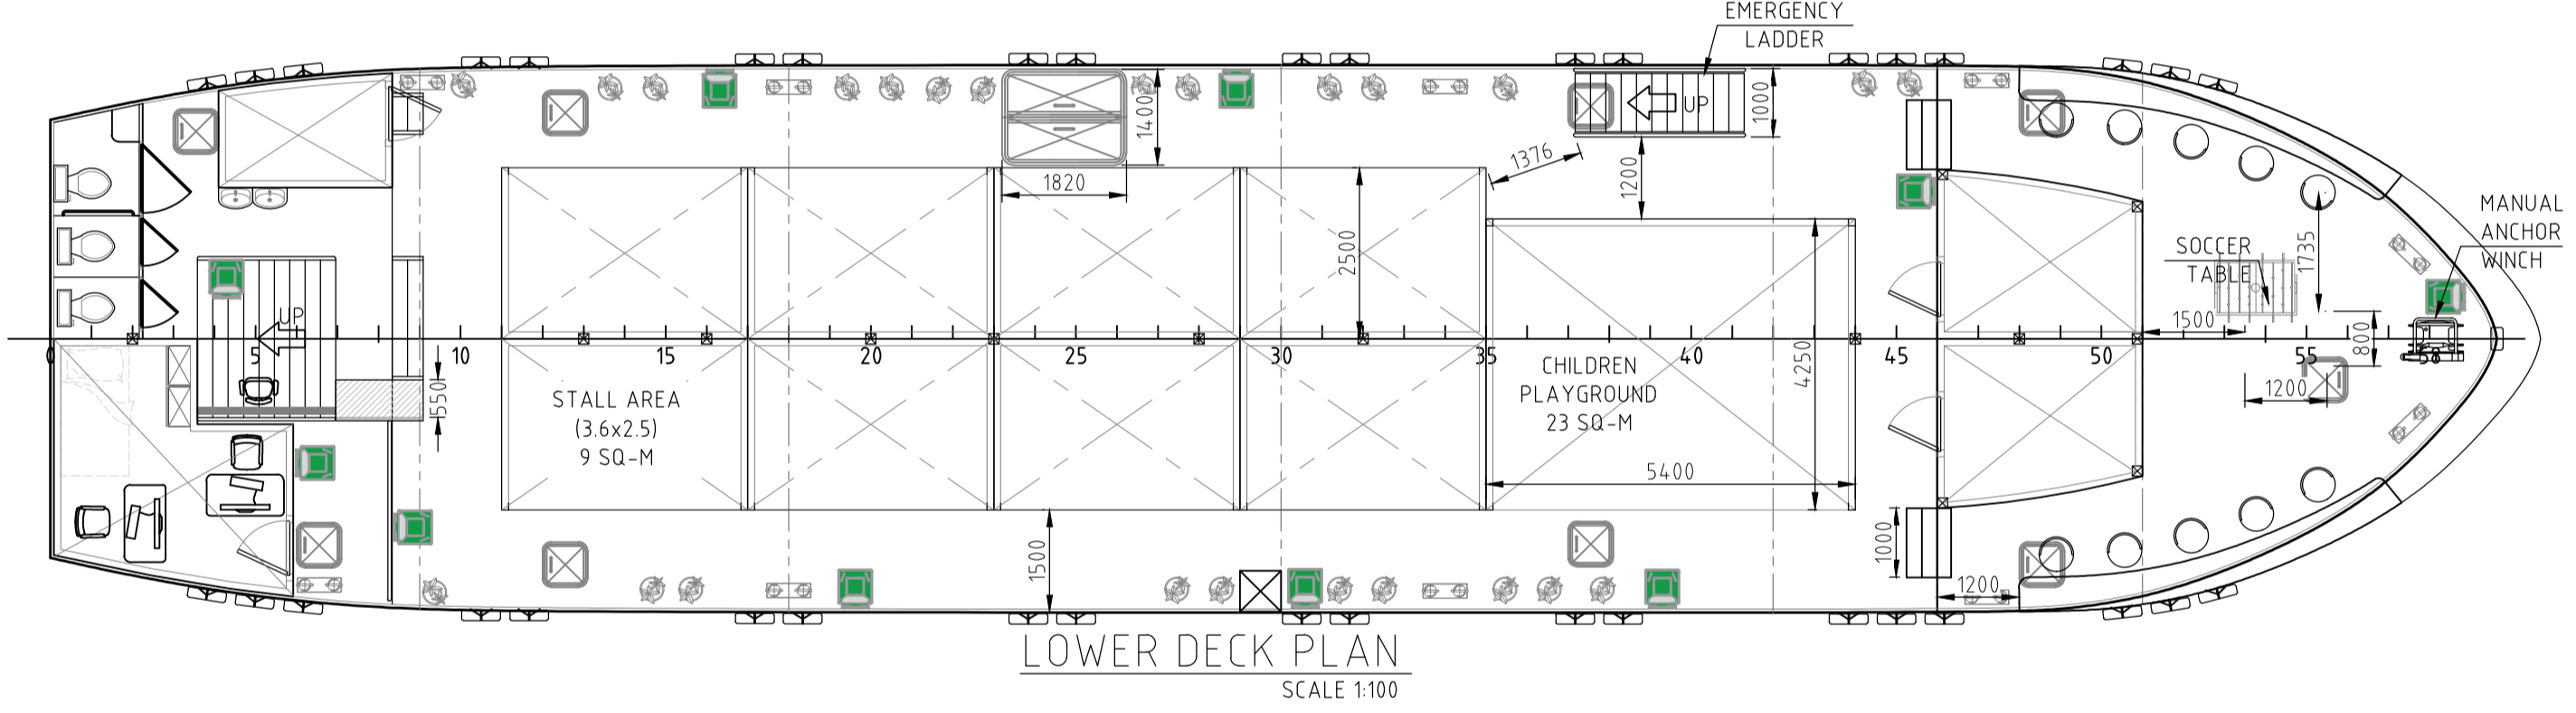 EMERGENCY
LADDER
UP
1400
1000
1376
1200
1820
MANUAL
ANCHOR
WINCH
2500
SOCCER
TABLE
1735
UP
1500
800
0
5
10
15
20
25
30
35
40
45
50
55
550
STALL AREA
(3.6x2.5)
9 SQ-M
CHILDREN
PLAYGROUND
23 SQ-M
4250
1200
5400
1500
1000
1200
LOWER DECK PLAN
SCALE 1:100